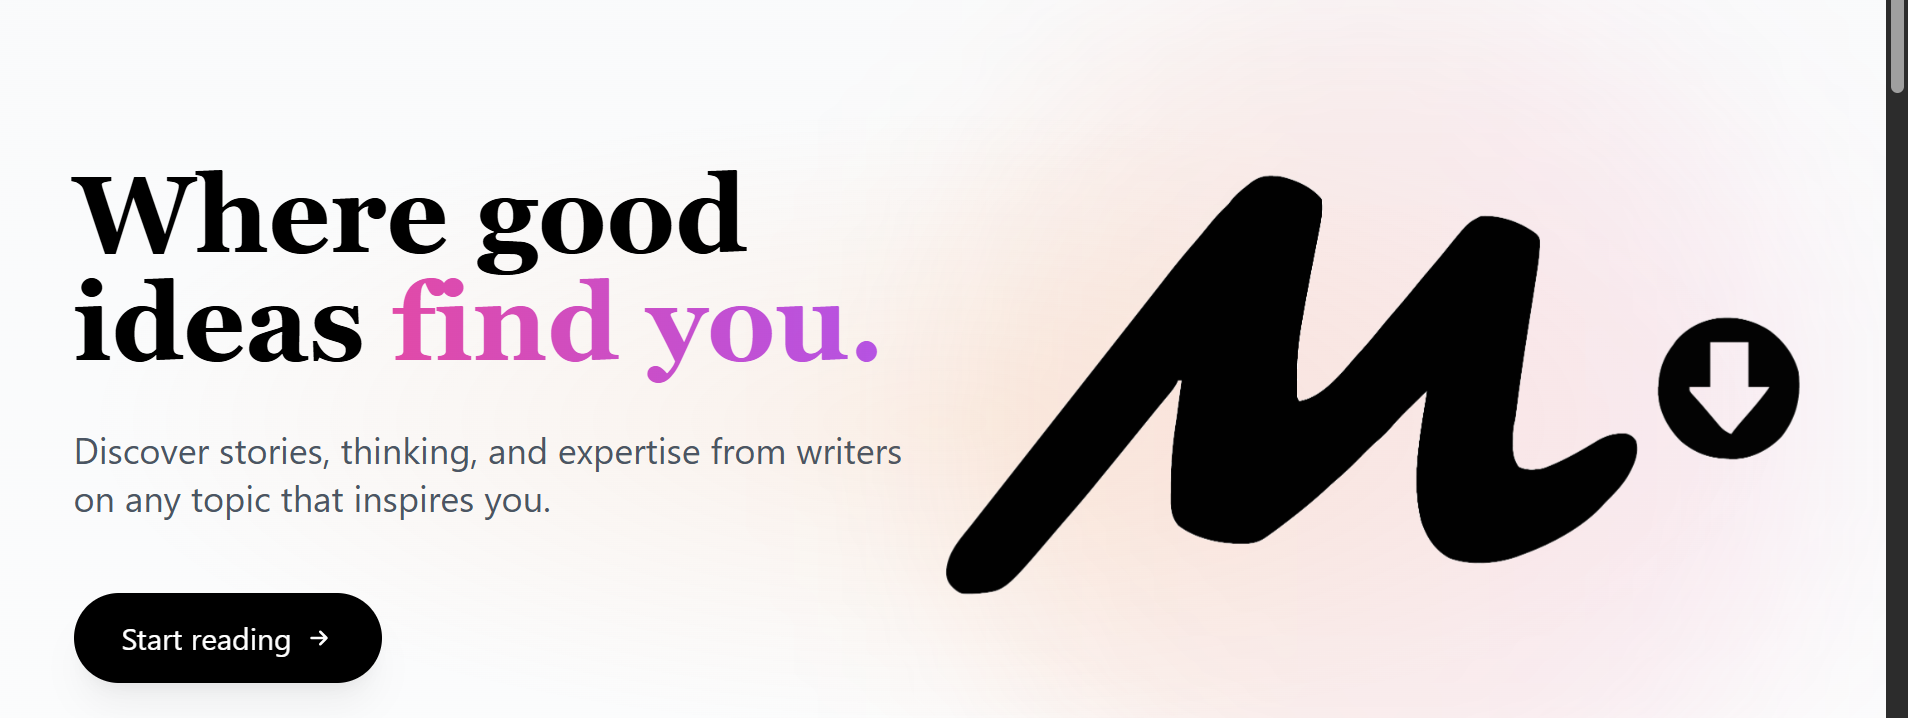 Where good
ideas find you.
Discover stories, thinking, and expertise from writers
on any topic that inspires you.
Start reading →
M